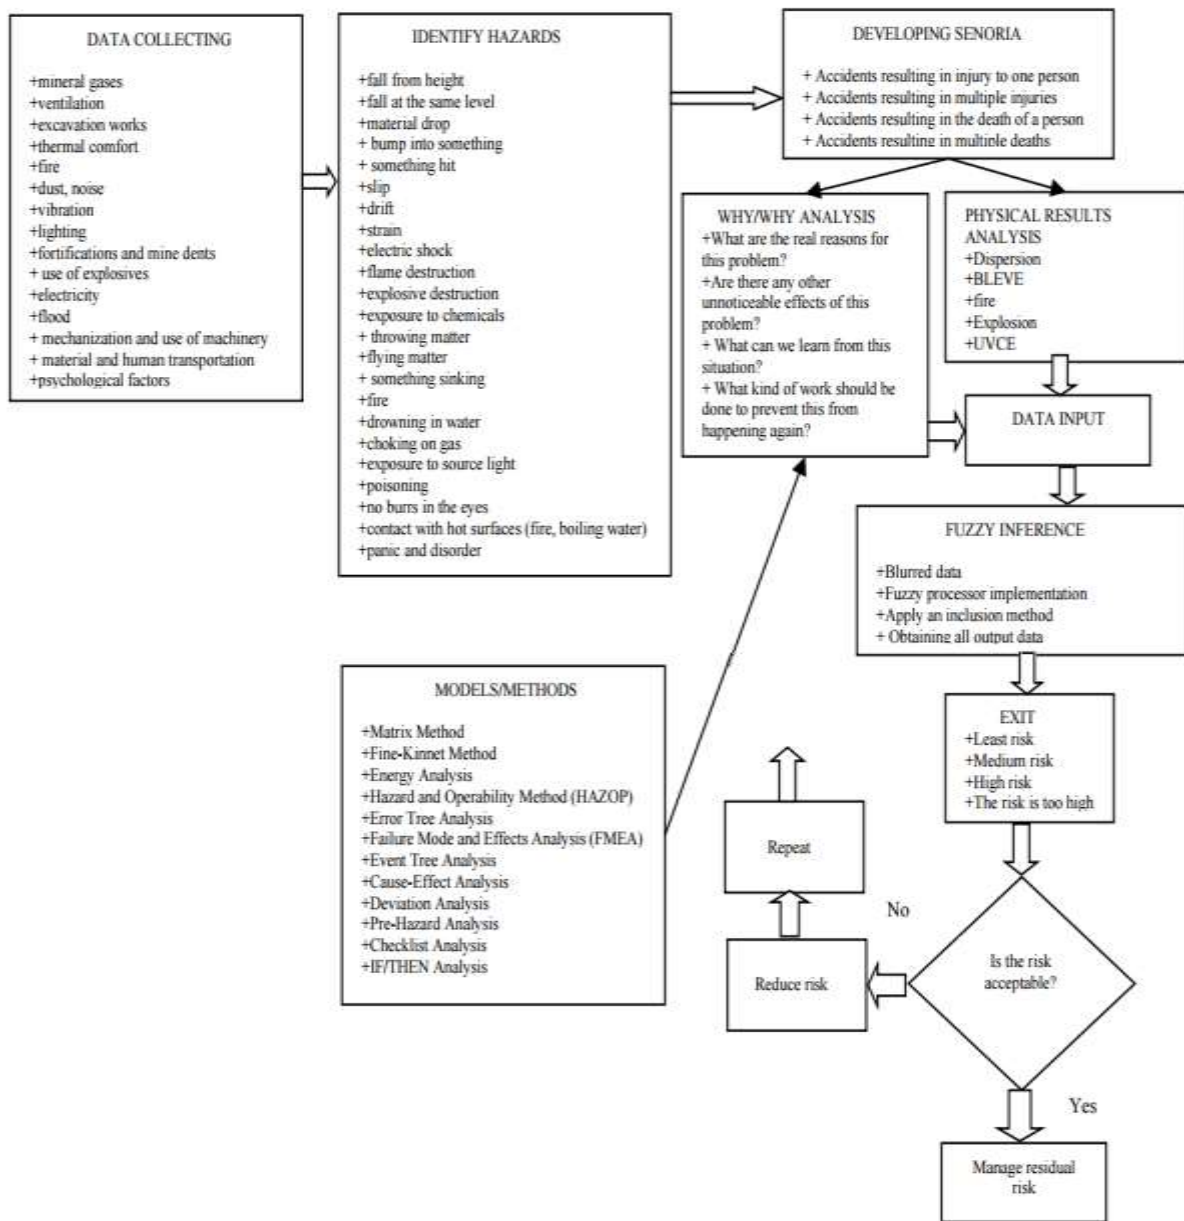 DATA COLLECTING
+mineral gases
+ventilation
+excavation works
+thermal comfort
+fire
+dust, noise
+vibration
+lighting
+fortifications and mine dents
+ use of explosives
+electricity
+flood
+ mechanization and use of machinery
+ material and human transportation
+psychological factors
IDENTIFY HAZARDS
+fall from height
+fall at the same level
+material drop
+ bump into something
+ something hit
+slip
+drift
+strain
+electric shock
+flame destruction
+explosive destruction
+exposure to chemicals
+ throwing matter
+flying matter
+ something sinking
+fire
+drowning in water
+choking on gas
+exposure to source light
+poisoning
+no burrs in the eyes
+contact with hot surfaces (fire, boiling water)
+panic and disorder
DEVELOPING SENORIA
+ Accidents resulting in injury to one person
+ Accidents resulting in multiple injuries
+ Accidents resulting in the death of a person
+ Accidents resulting in multiple deaths
WHY/WHY ANALYSIS
+What are the real reasons for
this problem?
+Are there any other
unnoticeable effects of this
problem?
+ What can we learn from this
situation?
+ What kind of work should be
done to prevent this from
happening again?
PHYSICAL RESULTS
ANALYSIS
+Dispersion
+BLEVE
+fire
+Explosion
+UVCE
DATA INPUT
FUZZY INFERENCE
+Blurred data
+Fuzzy processor implementation
+Apply an inclusion method
+ Obtaining all output data
MODELS/METHODS
+Matrix Method
+Fine-Kinnet Method
+Energy Analysis
+Hazard and Operability Method (HAZOP)
+Error Tree Analysis
+Failure Mode and Effects Analysis (FMEA)
+Event Tree Analysis
+Cause-Effect Analysis
+Deviation Analysis
+Pre-Hazard Analysis
+Checklist Analysis
+IF/THEN Analysis
EXIT
+Least risk
+Medium risk
+High risk
+The risk is too high
Repeat
No
Reduce risk
Is the risk
acceptable?
Yes
Manage residual
risk